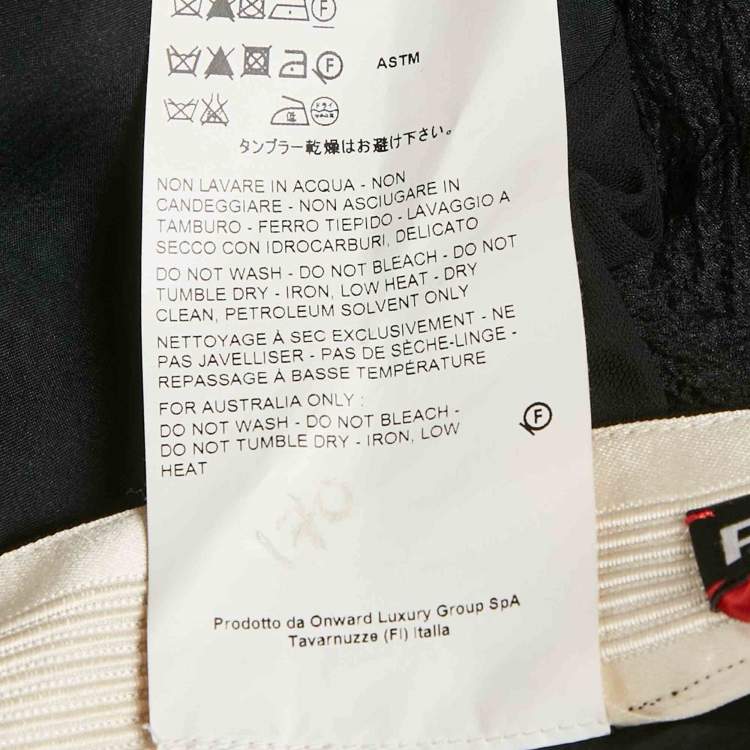 F
F
ASTM
ドライ
タンブラー乾燥はお避け下さい。
NON LAVARE IN ACQUA - NON
CANDEGGIARE - NON ASCIUGARE IN
TAMBURO - FERRO TIEPIDO - LAVAGGIO A
SECCO CON IDROCARBURI, DELICATO
DO NOT WASH - DO NOT BLEACH - DO NOT
TUMBLE DRY - IRON, LOW HEAT - DRY
CLEAN, PETROLEUM SOLVENT ONLY
NETTOYAGE À SEC EXCLUSIVEMENT - NE
PAS JAVELLISER - PAS DE SÈCHE-LINGE -
REPASSAGE À BASSE TEMPÉRATURE
FOR AUSTRALIA ONLY :
DO NOT WASH - DO NOT BLEACH -
DO NOT TUMBLE DRY - IRON, LOW
HEAT
F
Prodotto da Onward Luxury Group SpA
Tavarnuzze (FI) Italia